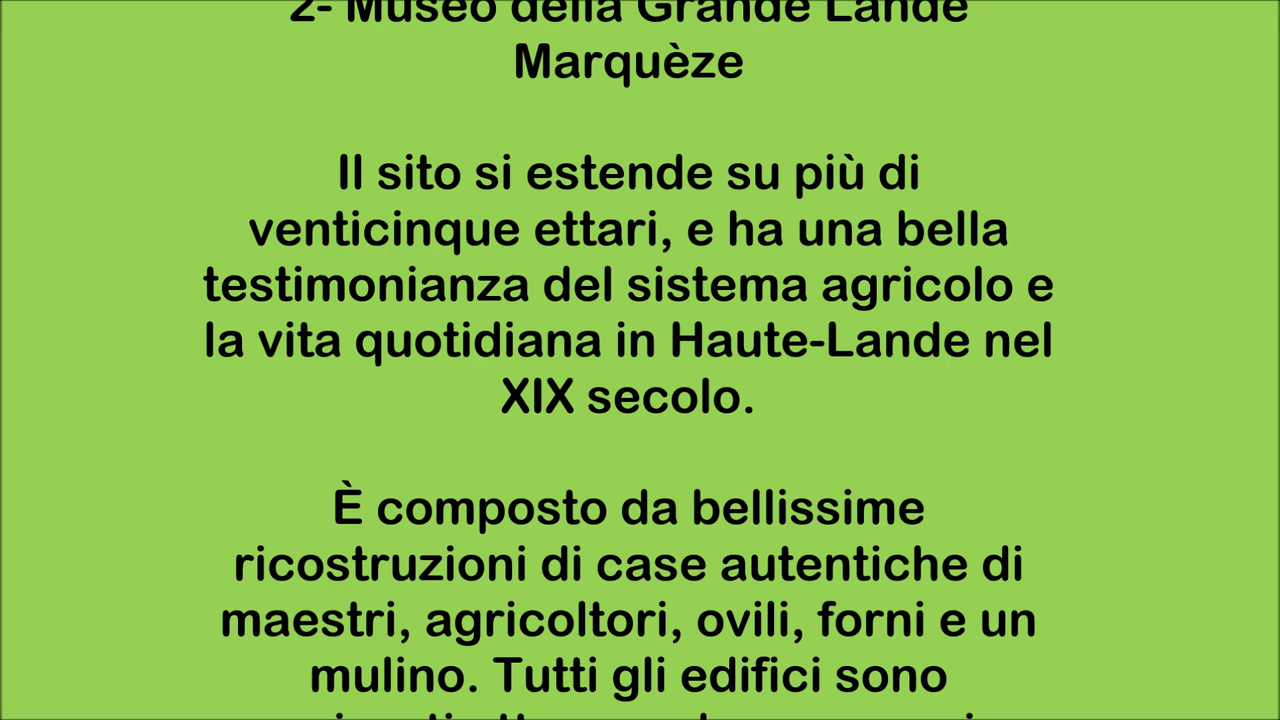 2- Museo della Grande Lande
Marquèze
Il sito si estende su più di
venticinque ettari, e ha una bella
testimonianza del sistema agricolo e
la vita quotidiana in Haute-Lande nel
XIX secolo.
È composto da bellissime
ricostruzioni di case autentiche di
maestri, agricoltori, ovili, forni e un
mulino. Tutti gli edifici sono